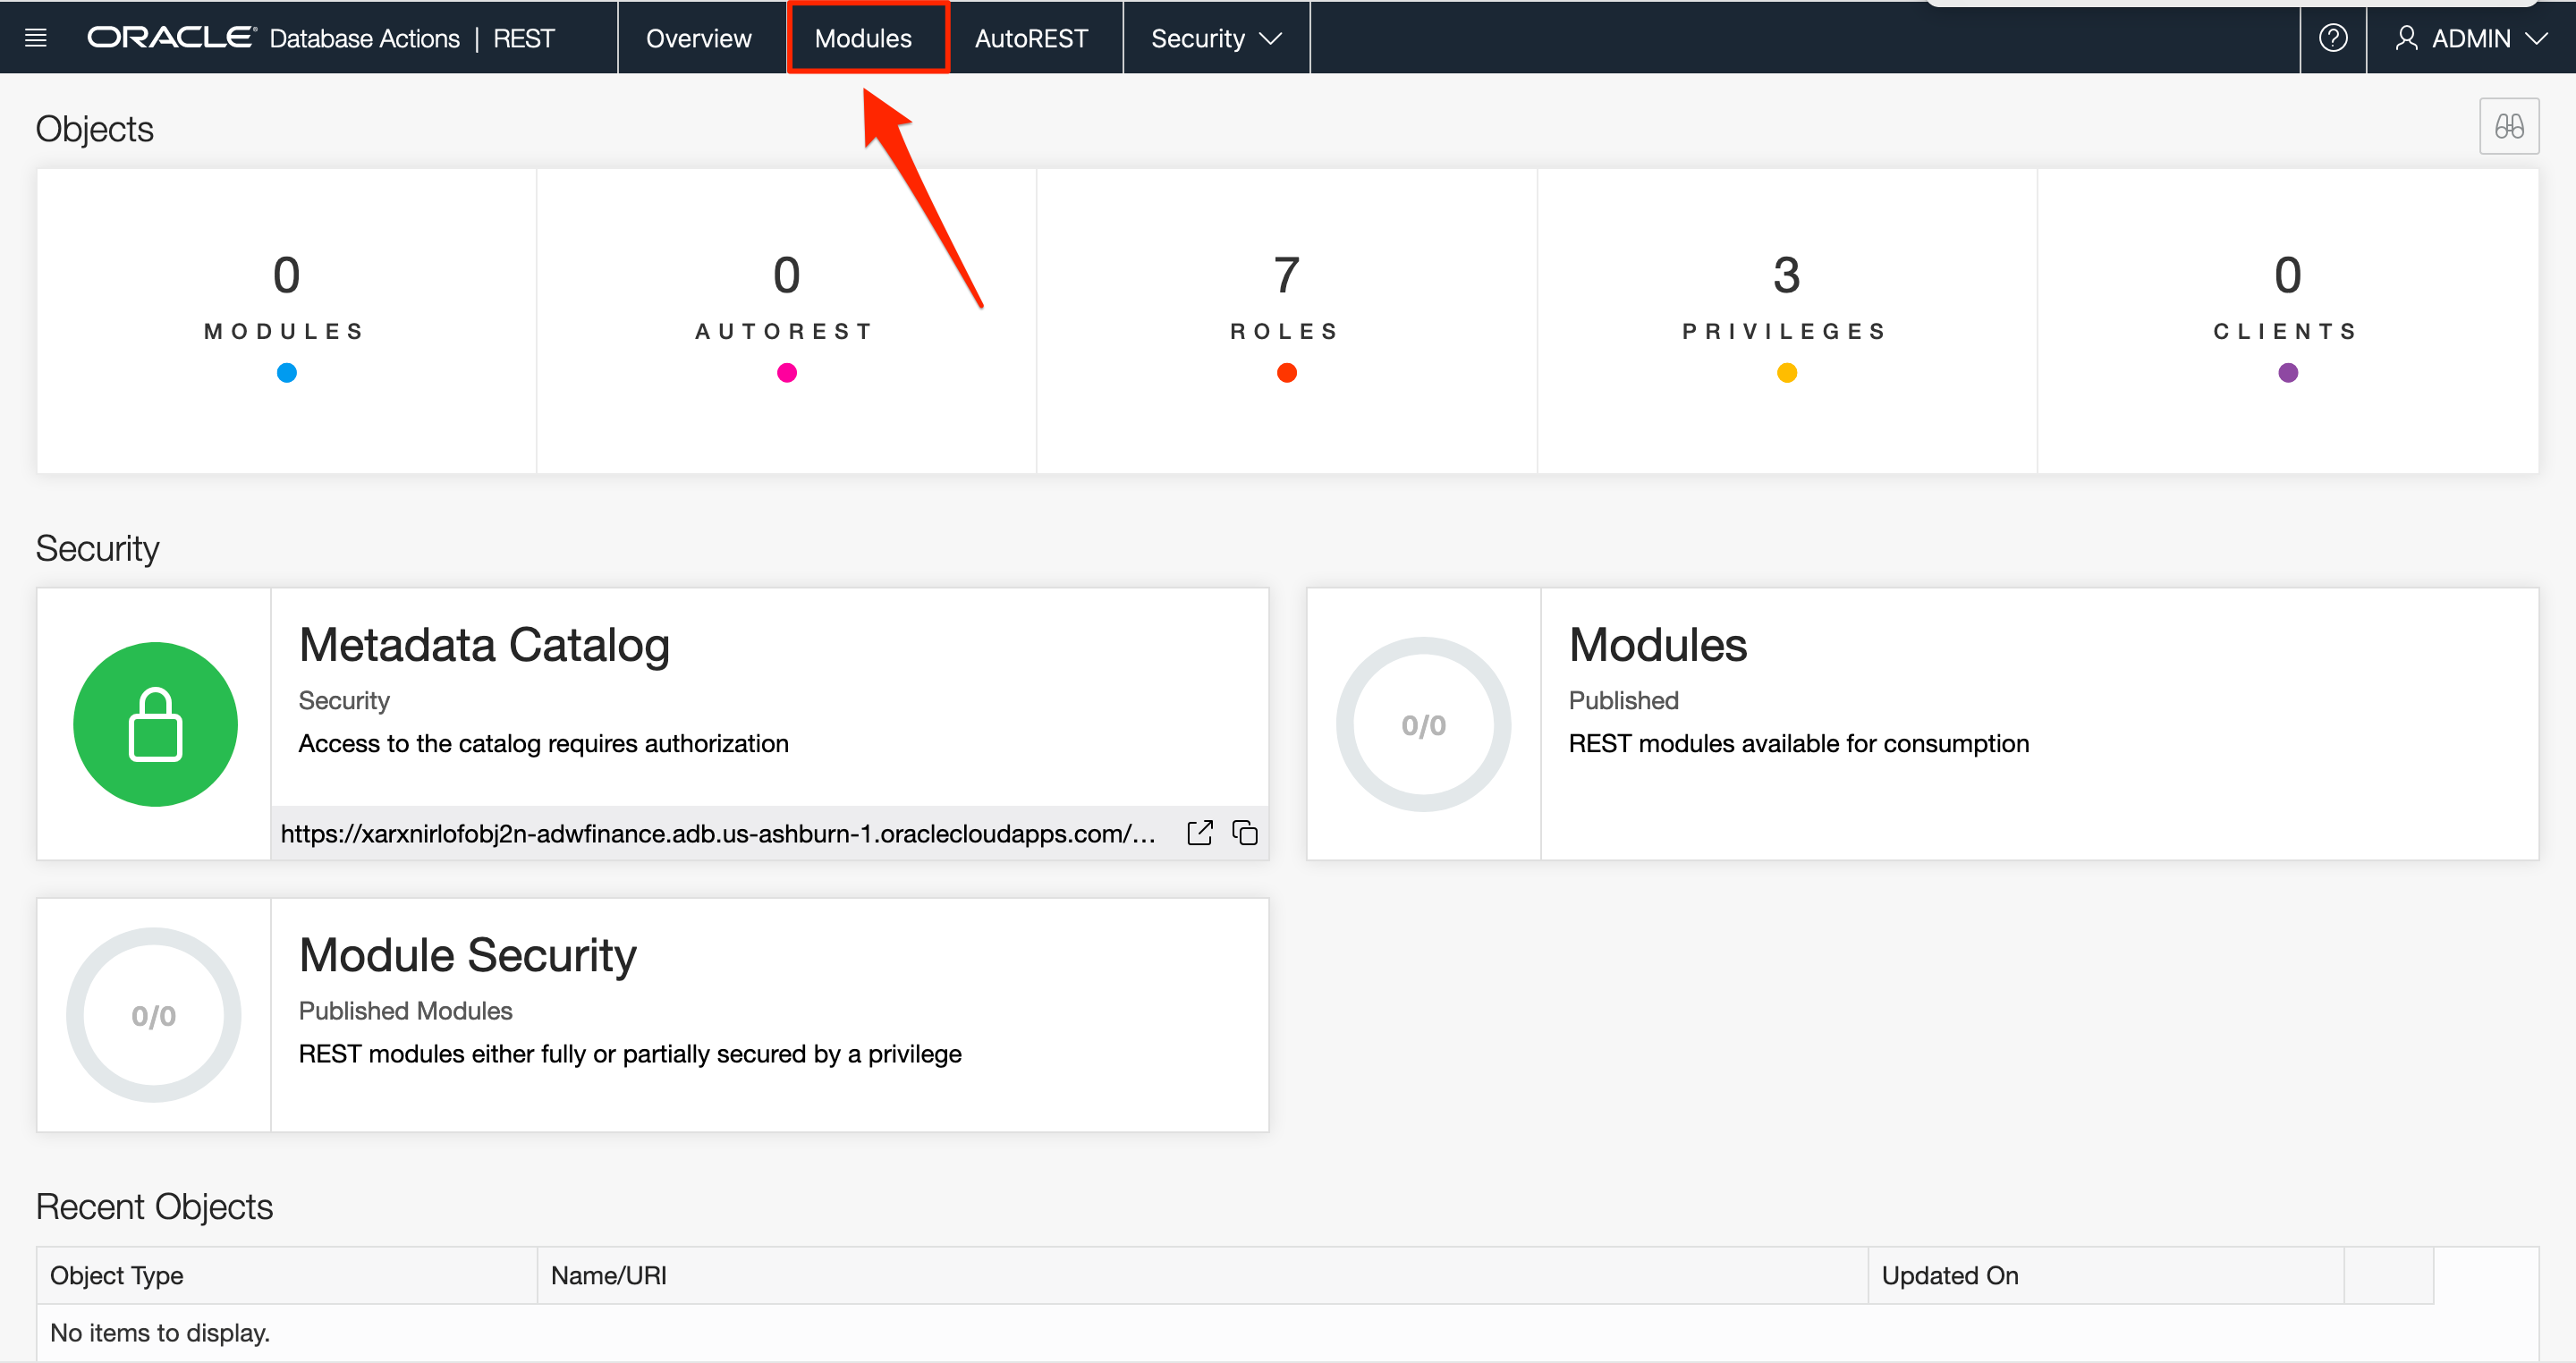 ORACLE® Database Actions | REST Overview Modules AutoREST Security ADMIN
Objects
0 0 7 3 0
MODULES AUTOREST ROLES PRIVILEGES CLIENTS
Security
Metadata Catalog
Security
Access to the catalog requires authorization
https://xarxnirlofobj2n-adwfinance.adb.us-ashburn-1.oraclecloudapps.com/...
0/0
Modules
Published
REST modules available for consumption
0/0
Module Security
Published Modules
REST modules either fully or partially secured by a privilege
Recent Objects
Object Type Name/URI Updated On
No items to display.